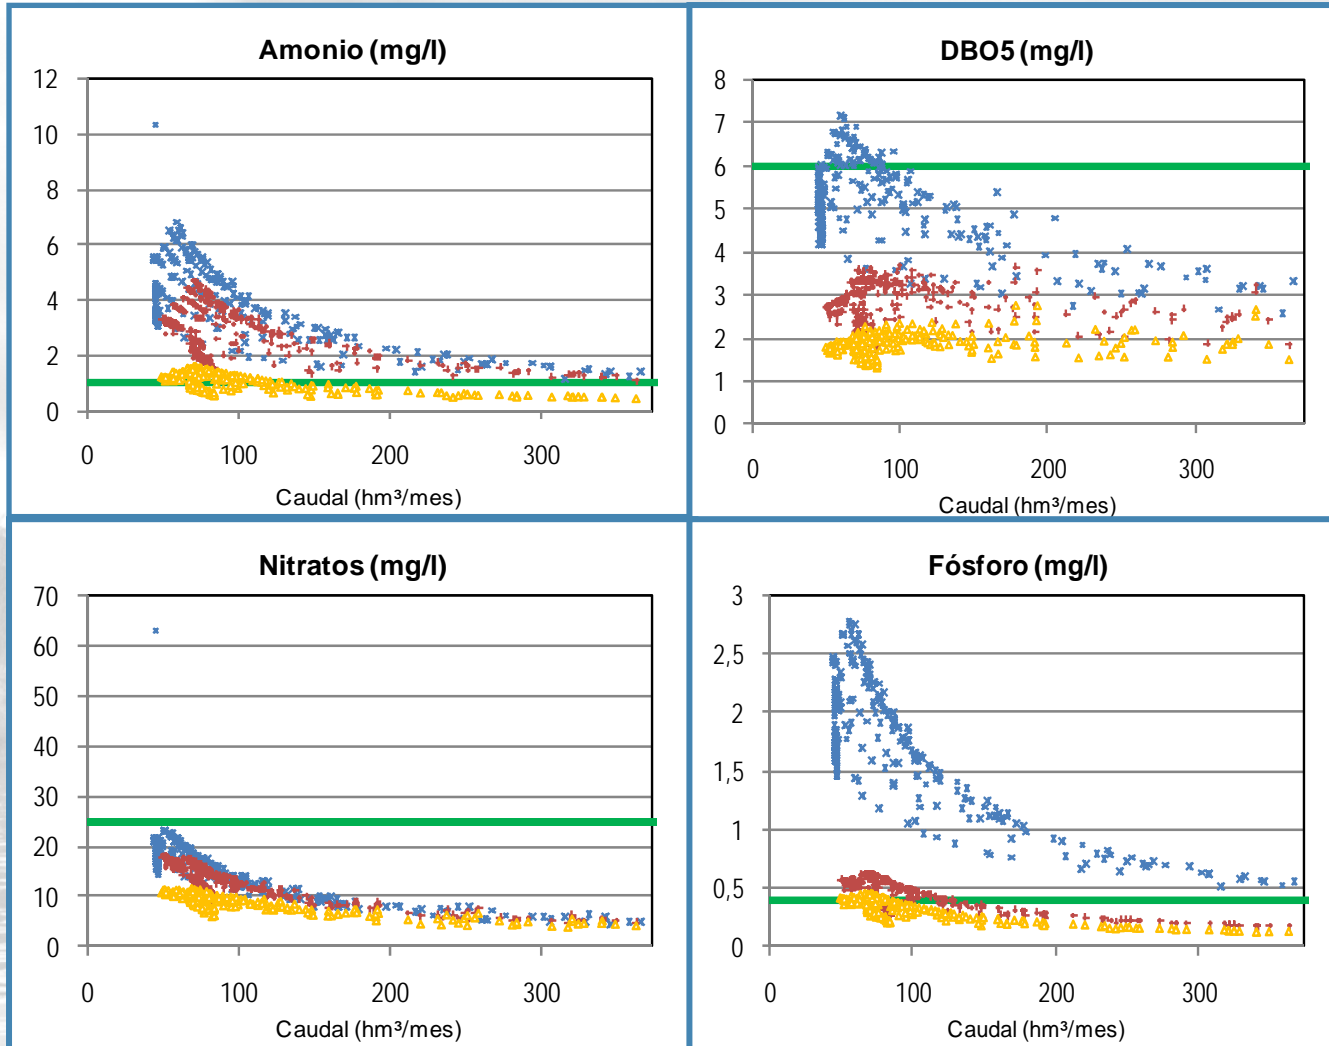 Amonio (mg/l)
12
10
8
6
4
2
0
0 100 200 300
Caudal (hm³/mes)
DBO5 (mg/l)
8
7
6
5
4
3
2
1
0
0 100 200 300
Caudal (hm³/mes)
Nitratos (mg/l)
70
60
50
40
30
20
10
0
0 100 200 300
Caudal (hm³/mes)
Fósforo (mg/l)
3
2,5
2
1,5
1
0,5
0
0 100 200 300
Caudal (hm³/mes)